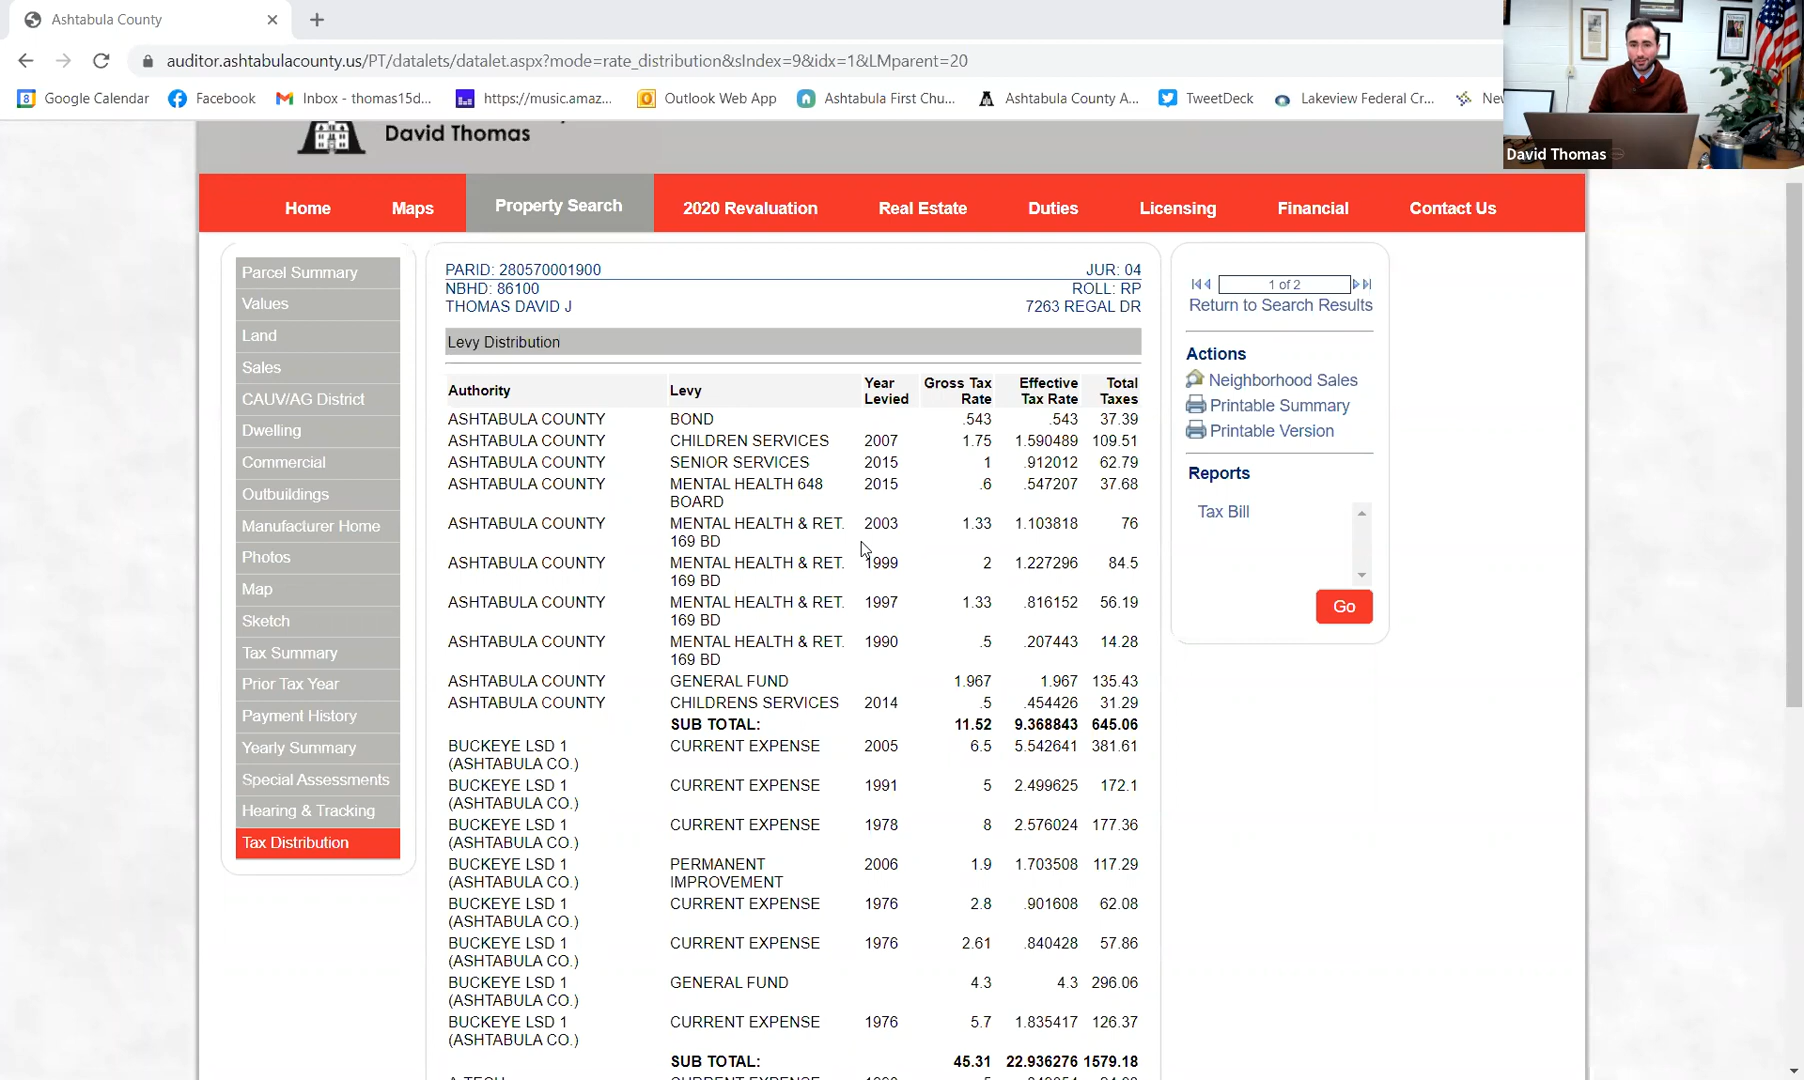 Ashtabula County
auditor.ashtabulacounty.us/PT/datalets/datalet.aspx?mode=rate_distribution&sIndex=9&idx=1&LMparent=20
8 Google Calendar Facebook Inbox - thomas15d... https://music.amaz... Outlook Web App Ashtabula First Chu... Ashtabula County A... TweetDeck Lakeview Federal Cr... Nev
David Thomas
David Thomas
Home Maps Property Search 2020 Revaluation Real Estate Duties Licensing Financial Contact Us
Parcel Summary
Values
Land
Sales
CAUV/AG District
Dwelling
Commercial
Outbuildings
Manufacturer Home
Photos
Map
Sketch
Tax Summary
Prior Tax Year
Payment History
Yearly Summary
Special Assessments
Hearing & Tracking
Tax Distribution
PARID: 280570001900 JUR: 04
NBHD: 86100 ROLL: RP
THOMAS DAVID J 7263 REGAL DR
Levy Distribution
Authority Levy Year Levied Gross Tax Rate Effective Tax Rate Total Taxes
ASHTABULA COUNTY BOND .543 .543 37.39
ASHTABULA COUNTY CHILDREN SERVICES 2007 1.75 1.590489 109.51
ASHTABULA COUNTY SENIOR SERVICES 2015 1 .912012 62.79
ASHTABULA COUNTY MENTAL HEALTH 648 2015 .6 .547207 37.68
BOARD
ASHTABULA COUNTY MENTAL HEALTH & RET. 2003 1.33 1.103818 76
169 BD
ASHTABULA COUNTY MENTAL HEALTH & RET. 1999 2 1.227296 84.5
169 BD
ASHTABULA COUNTY MENTAL HEALTH & RET. 1997 1.33 .816152 56.19
169 BD
ASHTABULA COUNTY MENTAL HEALTH & RET. 1990 .5 .207443 14.28
169 BD
ASHTABULA COUNTY GENERAL FUND 1.967 1.967 135.43
ASHTABULA COUNTY CHILDRENS SERVICES 2014 .5 .454426 31.29
SUB TOTAL: 11.52 9.368843 645.06
BUCKEYE LSD 1 CURRENT EXPENSE 2005 6.5 5.542641 381.61
(ASHTABULA CO.)
BUCKEYE LSD 1 CURRENT EXPENSE 1991 5 2.499625 172.1
(ASHTABULA CO.)
BUCKEYE LSD 1 CURRENT EXPENSE 1978 8 2.576024 177.36
(ASHTABULA CO.)
BUCKEYE LSD 1 PERMANENT 2006 1.9 1.703508 117.29
(ASHTABULA CO.) IMPROVEMENT
BUCKEYE LSD 1 CURRENT EXPENSE 1976 2.8 .901608 62.08
(ASHTABULA CO.)
BUCKEYE LSD 1 CURRENT EXPENSE 1976 2.61 .840428 57.86
(ASHTABULA CO.)
BUCKEYE LSD 1 GENERAL FUND 4.3 4.3 296.06
(ASHTABULA CO.)
BUCKEYE LSD 1 CURRENT EXPENSE 1976 5.7 1.835417 126.37
(ASHTABULA CO.)
SUB TOTAL: 45.31 22.936276 1579.18
1 of 2
Return to Search Results
Actions
Neighborhood Sales
Printable Summary
Printable Version
Reports
Tax Bill
Go